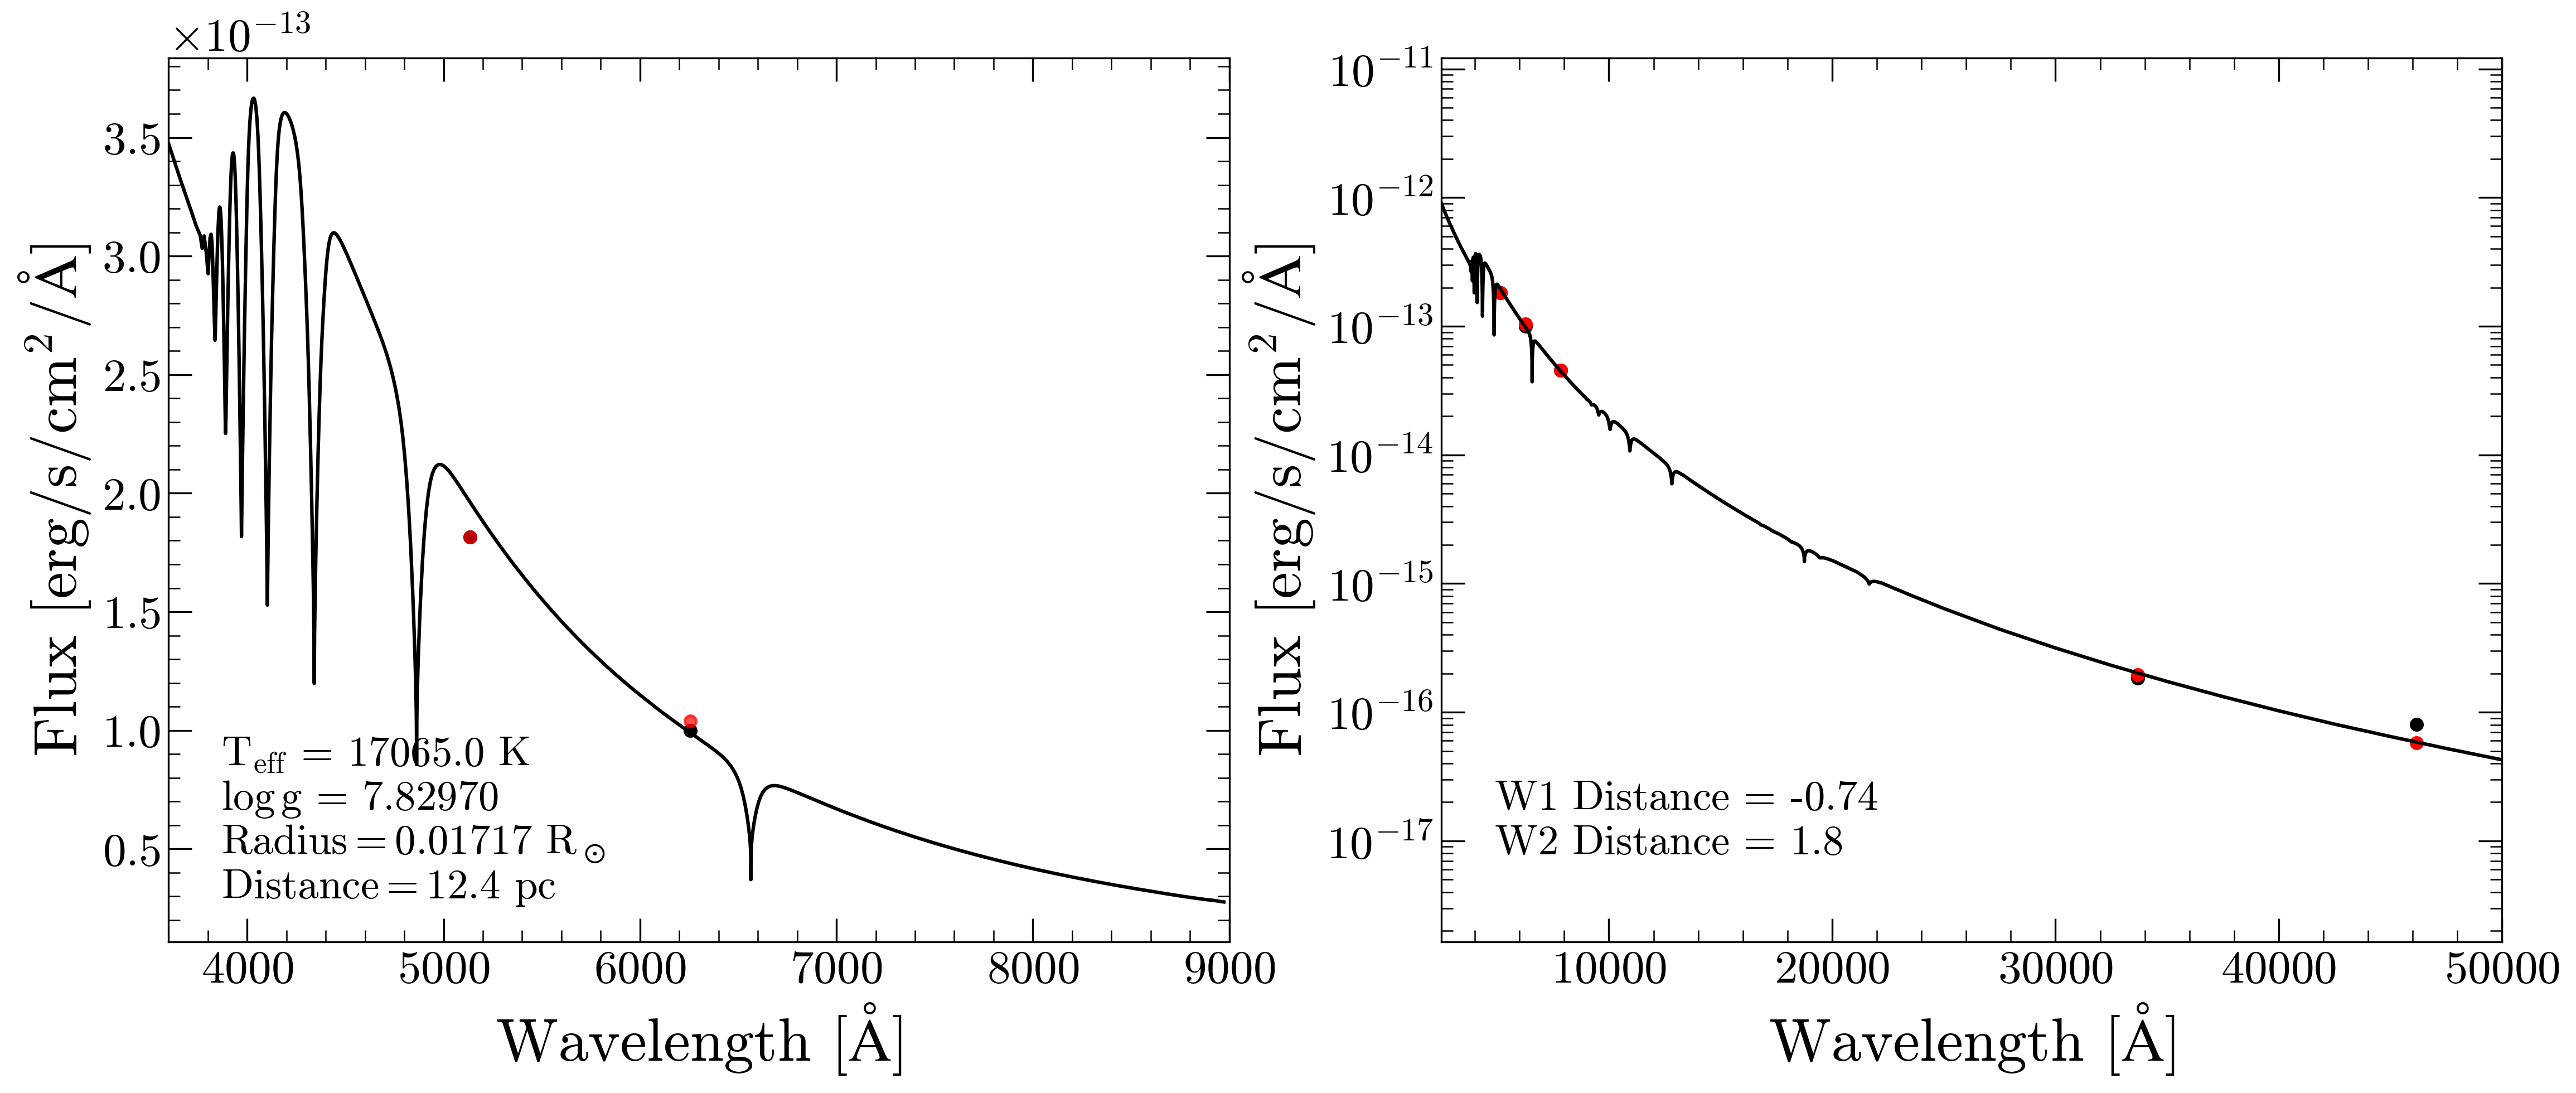 ×10⁻¹³
3.5
3.0
2.5
2.0
1.5
1.0
0.5
Flux [erg/s/cm²/Å]
T_eff = 17065.0 K
log g = 7.82970
Radius = 0.01717 R_⊙
Distance = 12.4 pc
4000 5000 6000 7000 8000 9000
Wavelength [Å]
10⁻¹¹
10⁻¹²
10⁻¹³
10⁻¹⁴
10⁻¹⁵
10⁻¹⁶
10⁻¹⁷
Flux [erg/s/cm²/Å]
W1 Distance = -0.74
W2 Distance = 1.8
10000 20000 30000 40000 50000
Wavelength [Å]